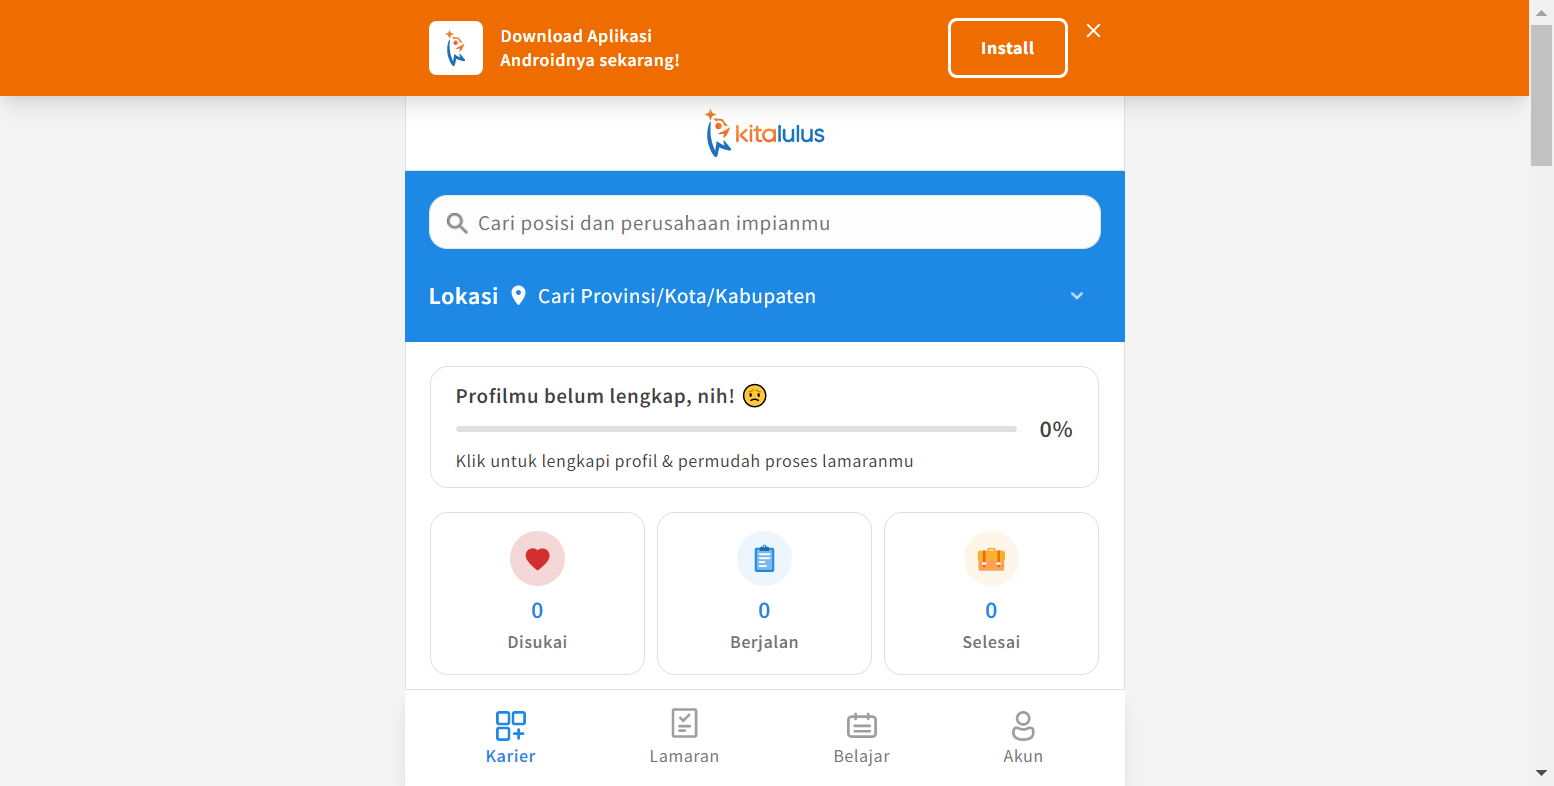 Download Aplikasi
Androidnya sekarang!
Install
kitalulus
Cari posisi dan perusahaan impianmu
Lokasi Cari Provinsi/Kota/Kabupaten
Profilmu belum lengkap, nih! 😟
0%
Klik untuk lengkapi profil & permudah proses lamaranmu
0
Disukai
0
Berjalan
0
Selesai
Karier
Lamaran
Belajar
Akun